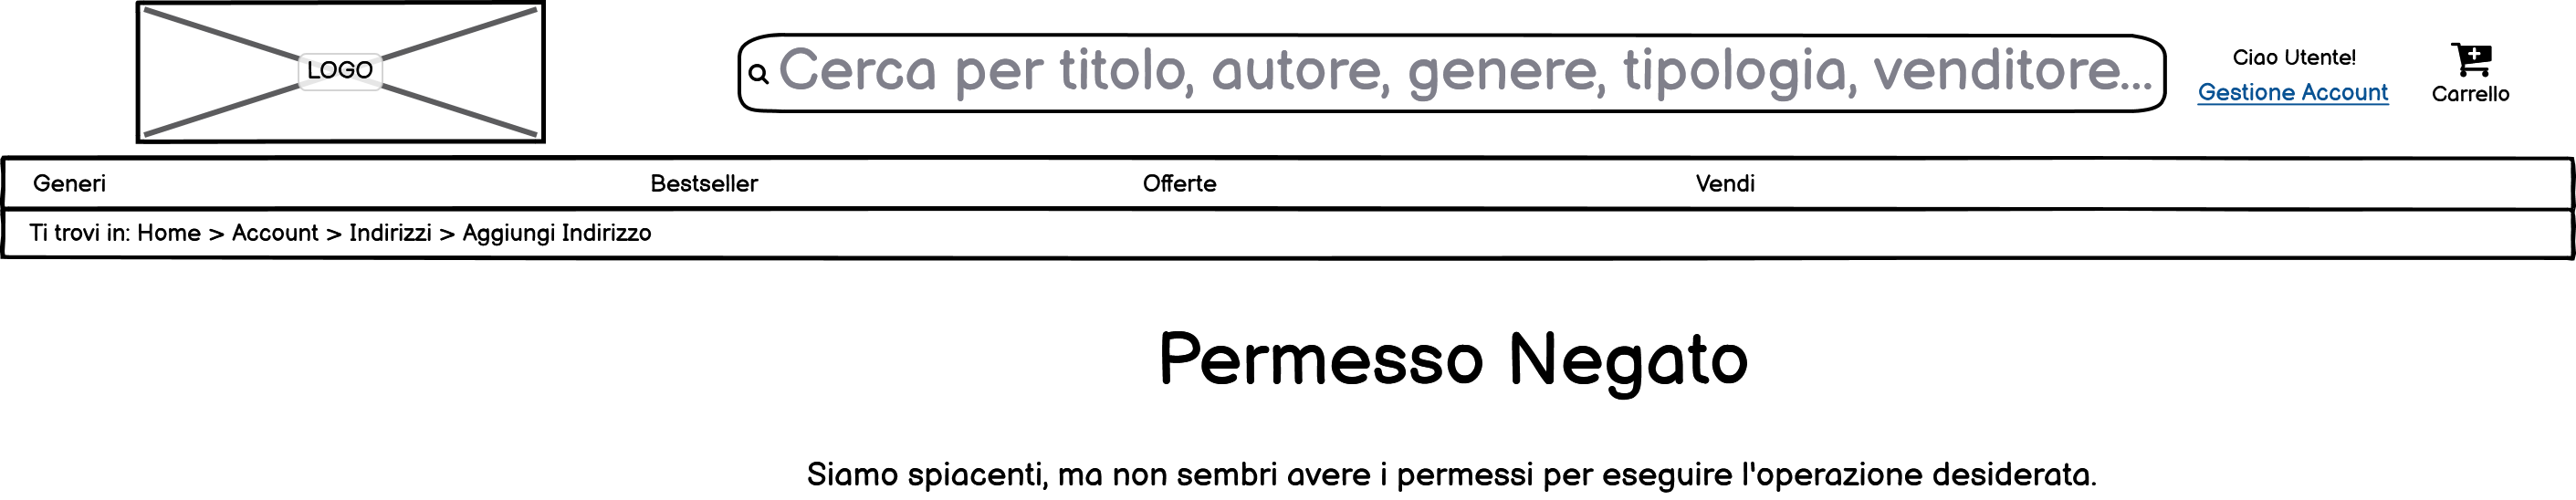 LOGO
Cerca per titolo, autore, genere, tipologia, venditore...
Ciao Utente!
Gestione Account
Carrello
Generi
Bestseller
Offerte
Vendi
Ti trovi in: Home > Account > Indirizzi > Aggiungi Indirizzo
Permesso Negato
Siamo spiacenti, ma non sembri avere i permessi per eseguire l'operazione desiderata.